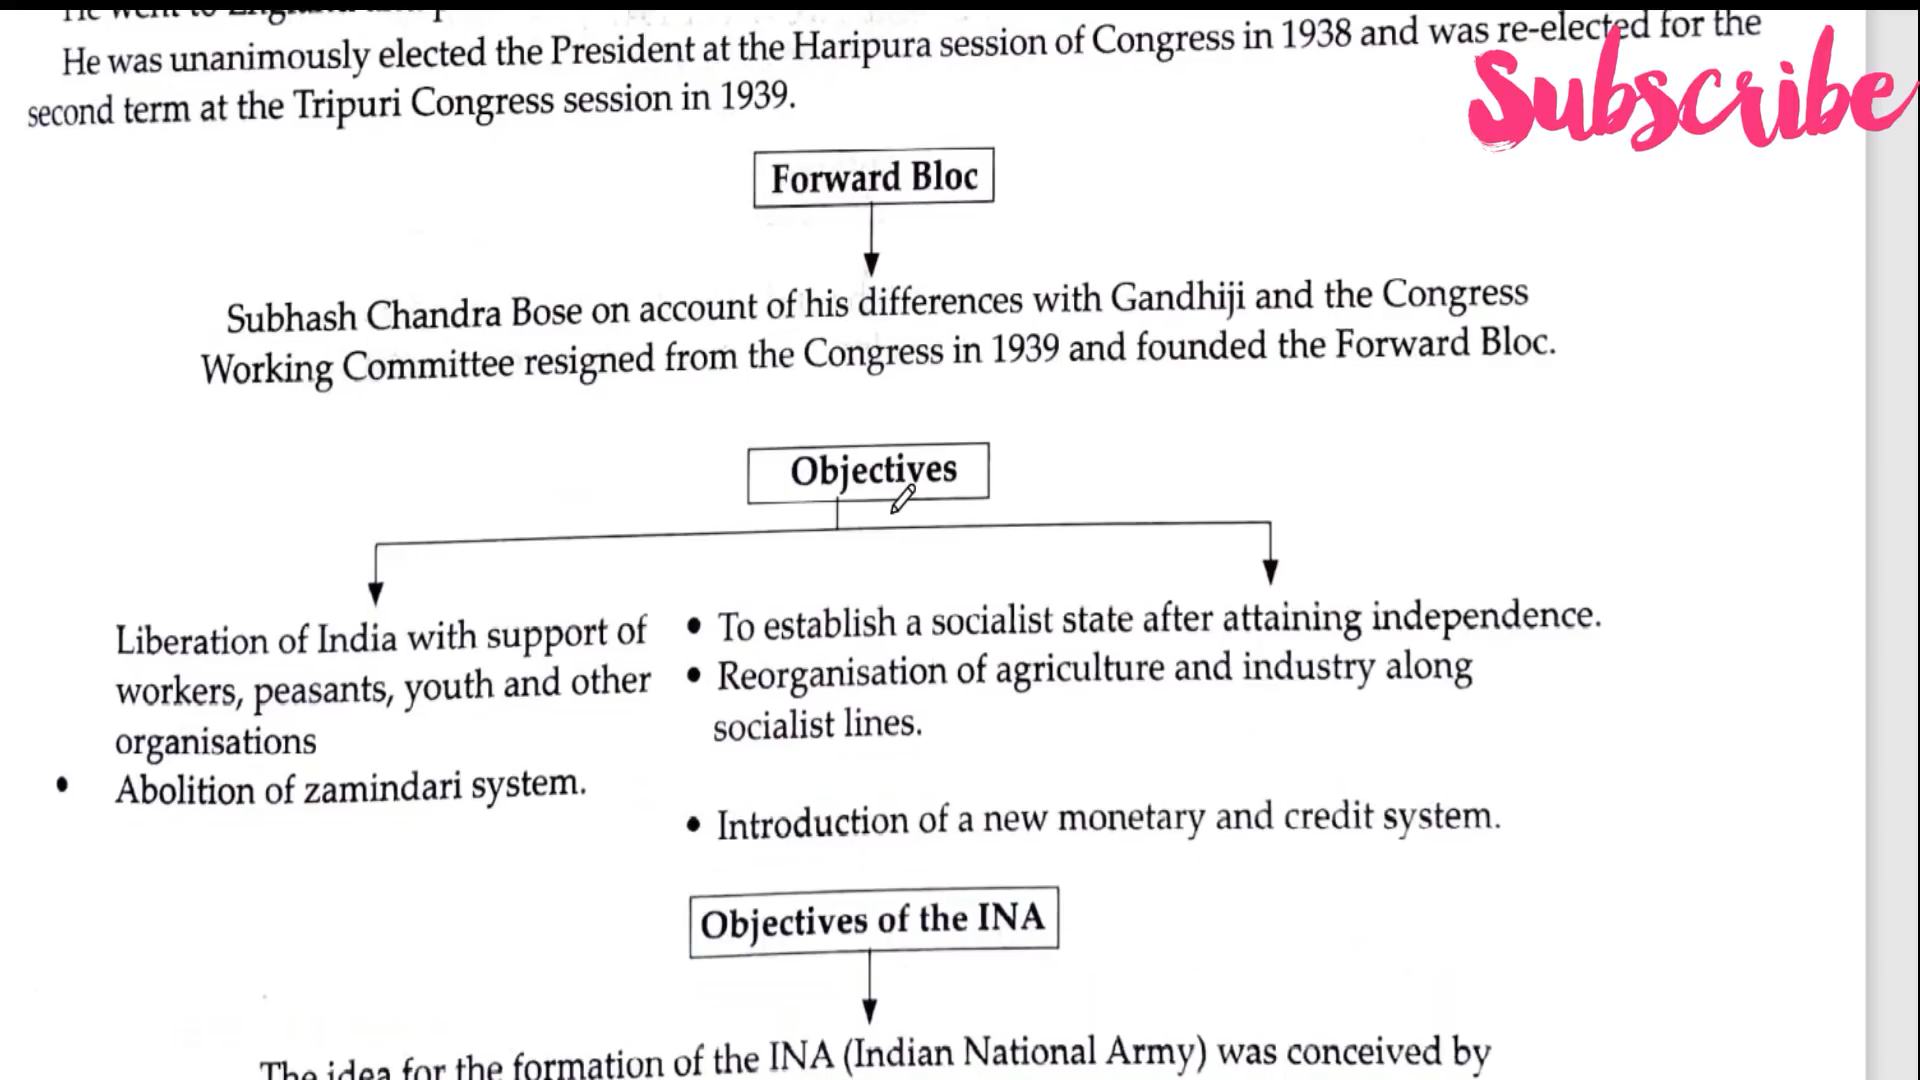 He was unanimously elected the President at the Haripura session of Congress in 1938 and was re-elected for the
second term at the Tripuri Congress session in 1939.
Subscribe
Forward Bloc
Subhash Chandra Bose on account of his differences with Gandhiji and the Congress
Working Committee resigned from the Congress in 1939 and founded the Forward Bloc.
Objectives
Liberation of India with support of
workers, peasants, youth and other
organisations
• Abolition of zamindari system.
• To establish a socialist state after attaining independence.
• Reorganisation of agriculture and industry along
socialist lines.
• Introduction of a new monetary and credit system.
Objectives of the INA
The idea for the formation of the INA (Indian National Army) was conceived by